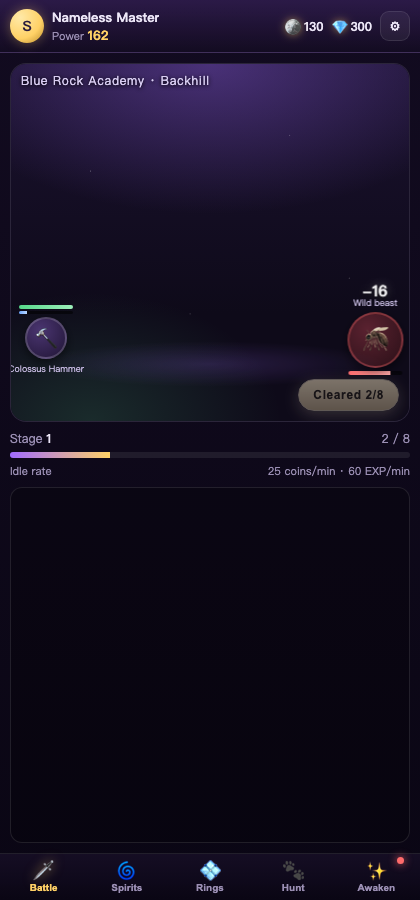 S
Nameless Master
Power 162
130
300
Blue Rock Academy · Backhill
−16
Wild beast
Colossus Hammer
Cleared 2/8
Stage 1
2 / 8
Idle rate
25 coins/min · 60 EXP/min
Battle
Spirits
Rings
Hunt
Awaken